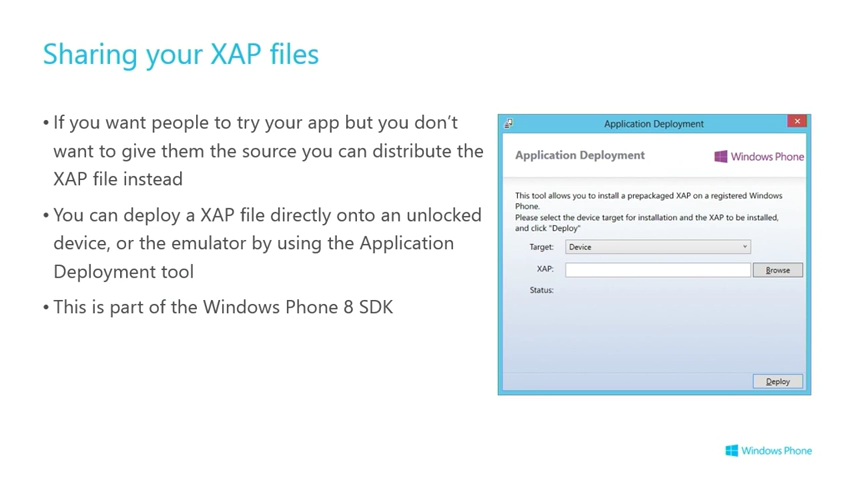 Sharing your XAP files
• If you want people to try your app but you don't
want to give them the source you can distribute the
XAP file instead
• You can deploy a XAP file directly onto an unlocked
device, or the emulator by using the Application
Deployment tool
• This is part of the Windows Phone 8 SDK
Application Deployment
Application Deployment
Windows Phone
This tool allows you to install a prepackaged XAP on a registered Windows
Phone.
Please select the device target for installation and the XAP to be installed,
and click "Deploy"
Target: Device
XAP: Browse
Status:
Deploy
Windows Phone